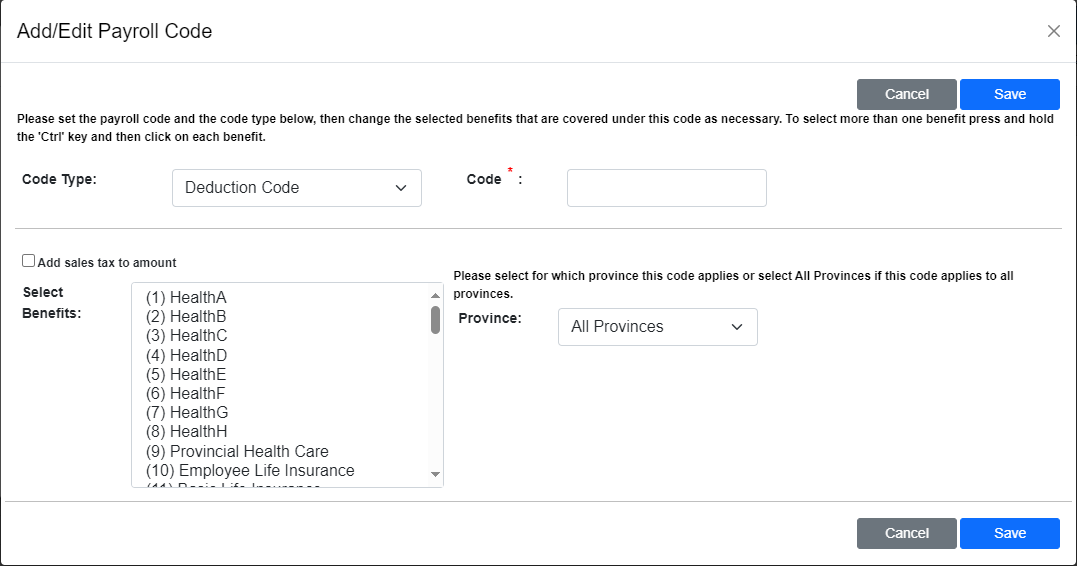 Add/Edit Payroll Code
Cancel Save
Please set the payroll code and the code type below, then change the selected benefits that are covered under this code as necessary. To select more than one benefit press and hold
the 'Ctrl' key and then click on each benefit.
Code Type: Deduction Code Code * :
Add sales tax to amount
Select
Benefits:
(1) HealthA
(2) HealthB
(3) HealthC
(4) HealthD
(5) HealthE
(6) HealthF
(7) HealthG
(8) HealthH
(9) Provincial Health Care
(10) Employee Life Insurance
(11) Basic Life Insurance
Please select for which province this code applies or select All Provinces if this code applies to all
provinces.
Province: All Provinces
Cancel Save